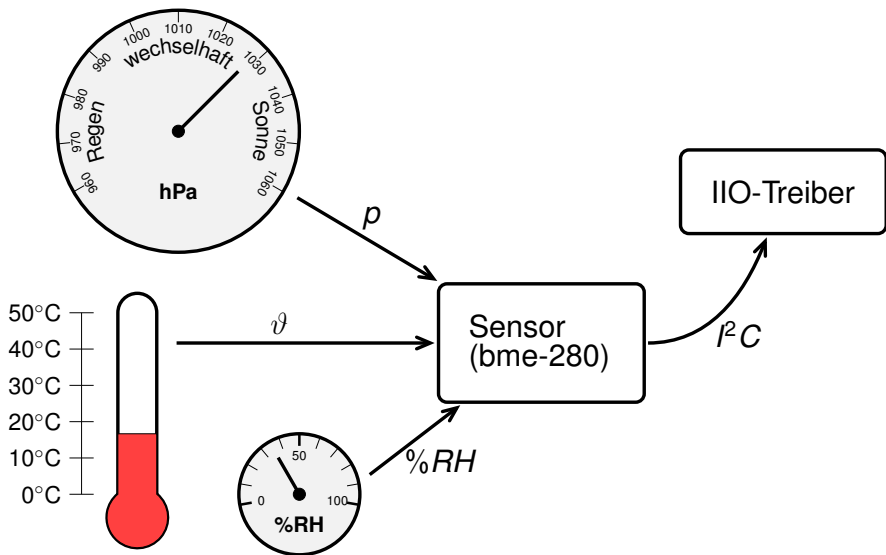 960
970
980
990
1000
1010
1020
1030
1040
1050
1060
Regen
wechselhaft
Sonne
hPa
p
IIO-Treiber
50°C
40°C
30°C
20°C
10°C
0°C
ϑ
Sensor
(bme-280)
I²C
0
50
100
%RH
%RH